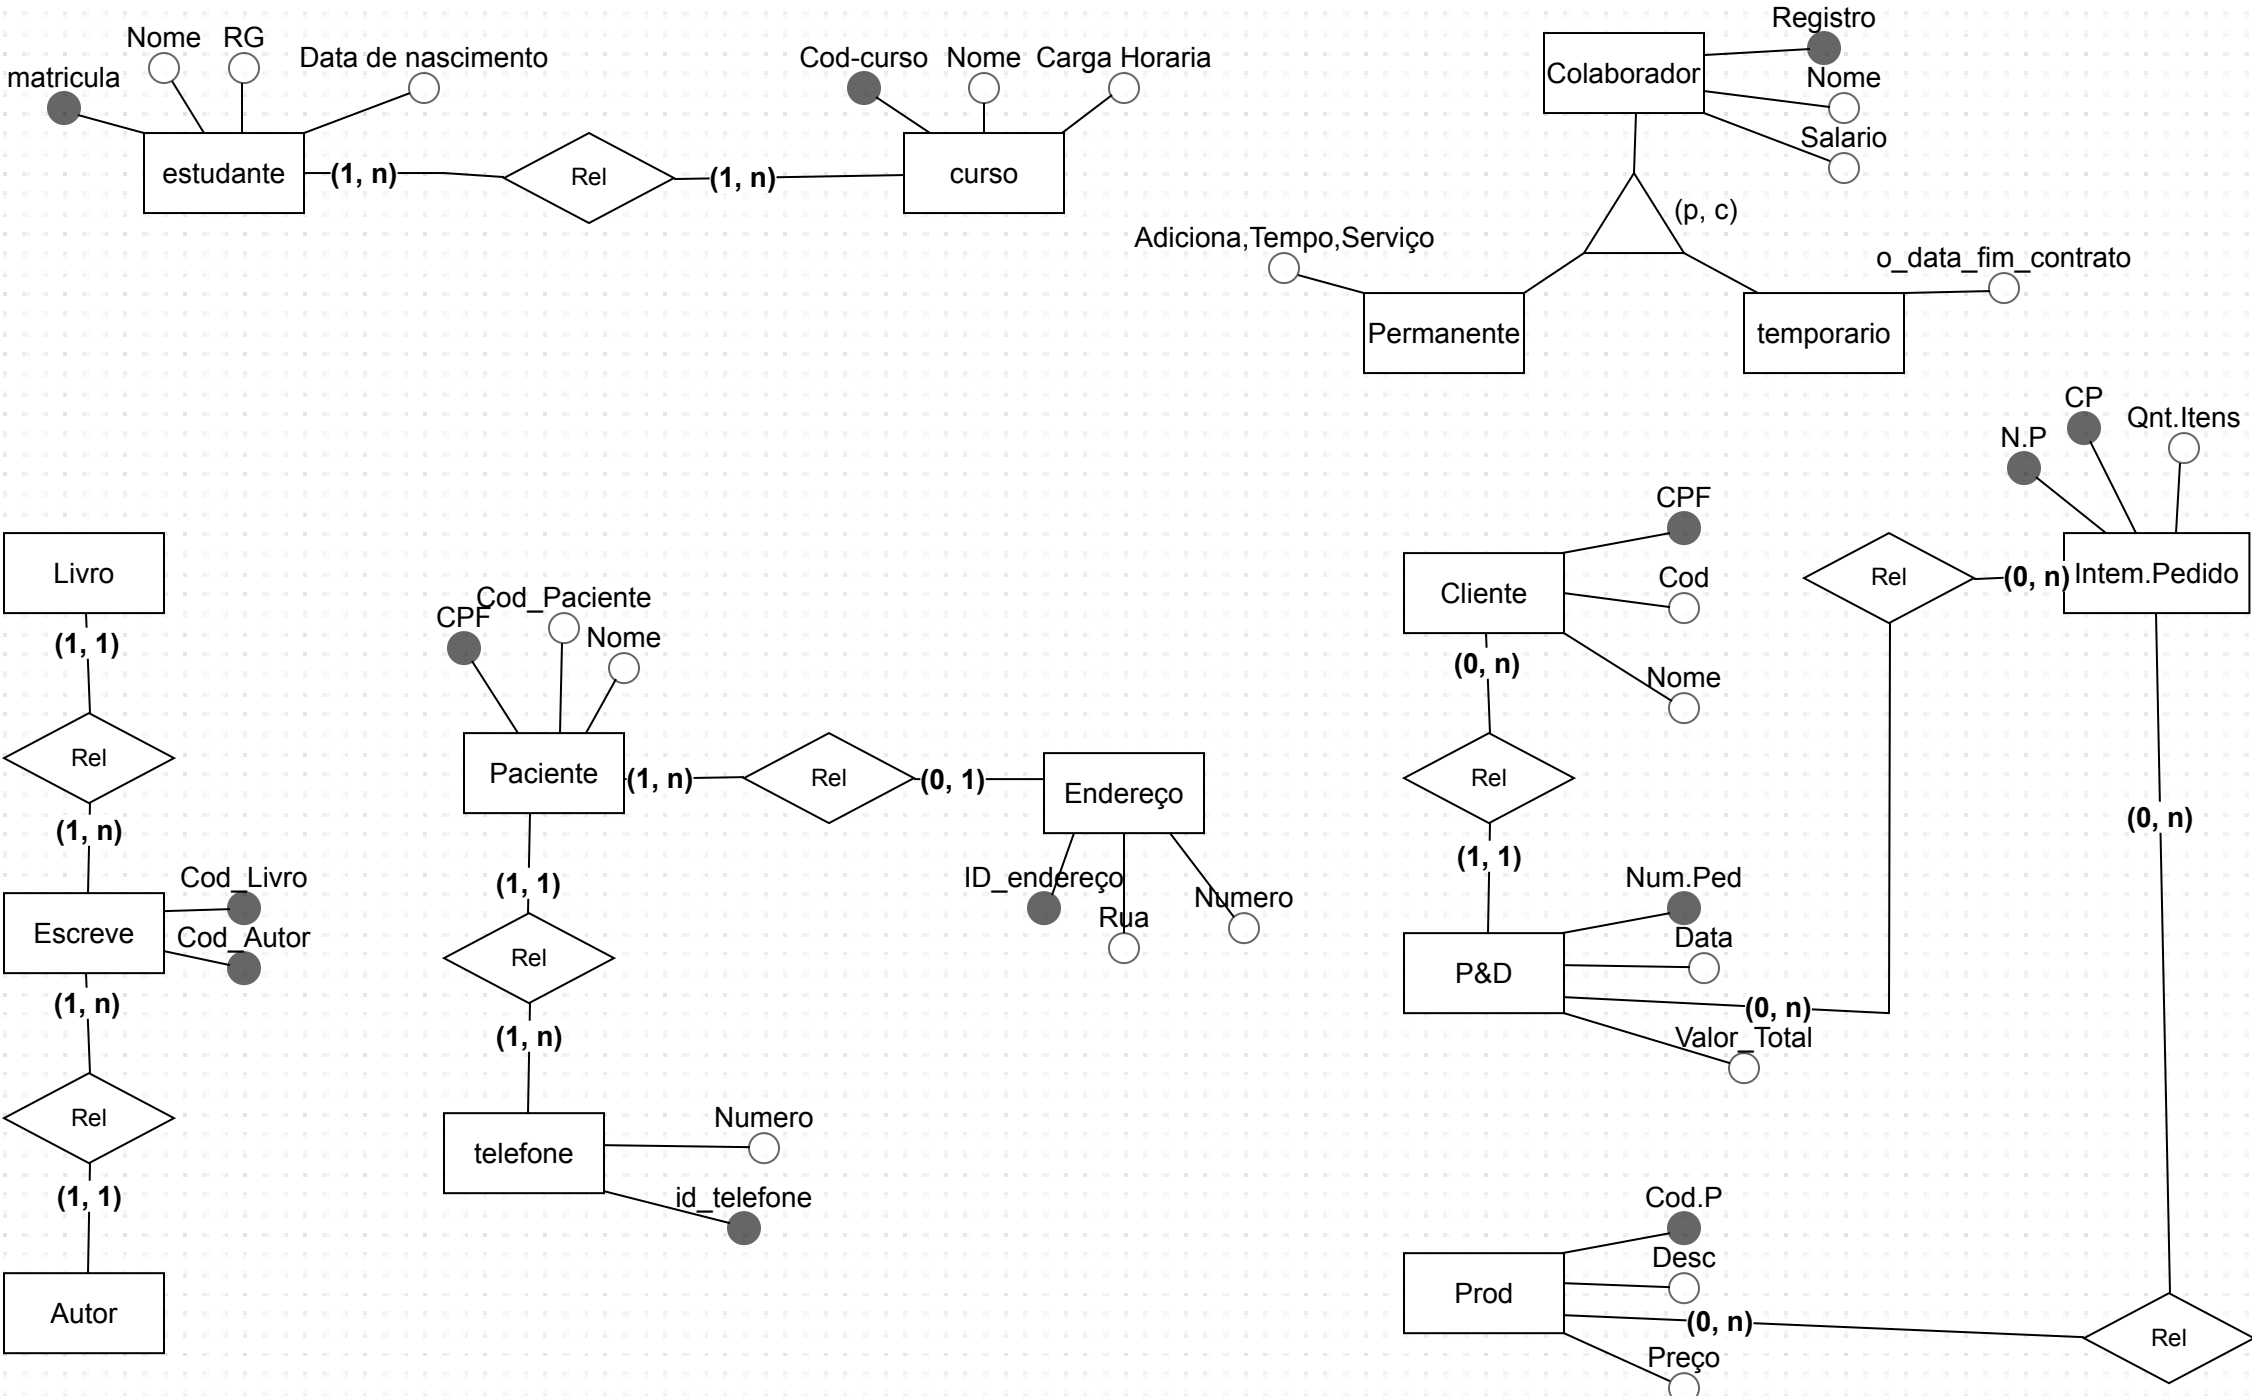 Nome
RG
Data de nascimento
matricula
estudante
(1, n)
Rel
(1, n)
Cod-curso
Nome
Carga Horaria
curso
Registro
Colaborador
Nome
Salario
(p, c)
Adiciona,Tempo,Serviço
o_data_fim_contrato
Permanente
temporario
Livro
(1, 1)
Rel
(1, n)
Cod_Livro
Escreve
Cod_Autor
(1, n)
Rel
(1, 1)
Autor
CPF
Cod_Paciente
Nome
Paciente
(1, n)
Rel
(0, 1)
Endereço
ID_endereço
Rua
Numero
(1, 1)
Rel
(1, n)
telefone
Numero
id_telefone
CPF
Cliente
Cod
Nome
(0, n)
Rel
(1, 1)
Num.Ped
P&D
Data
(0, n)
Valor_Total
Rel
(0, n)
N.P
CP
Qnt.Itens
Intem.Pedido
(0, n)
Cod.P
Prod
Desc
(0, n)
Preço
Rel